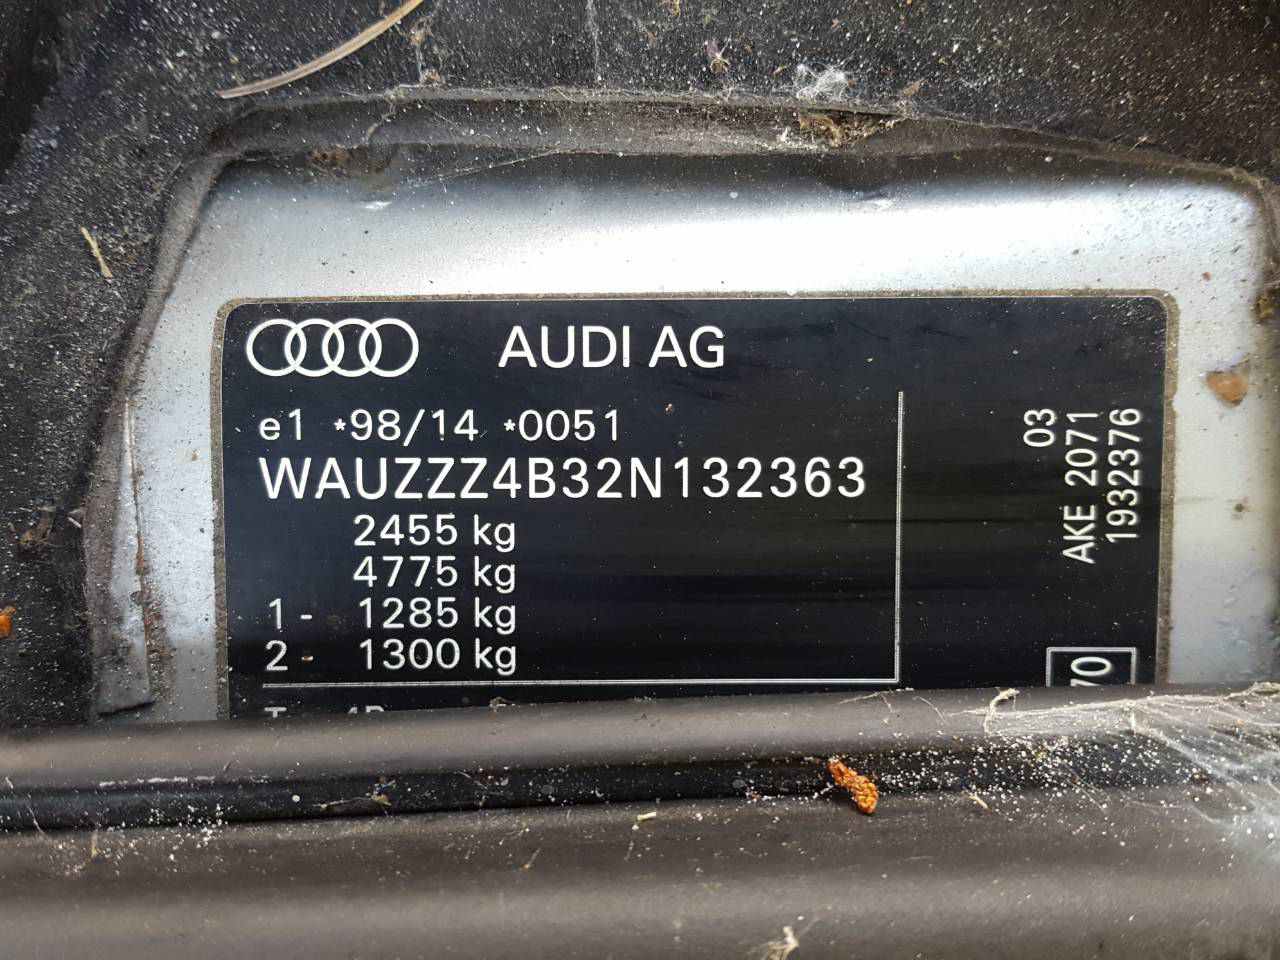 AUDI AG
e1 *98/14 *0051
WAUZZZ4B32N132363
2455 kg
4775 kg
1 - 1285 kg
2 - 1300 kg
03
AKE 2071
1932376
70